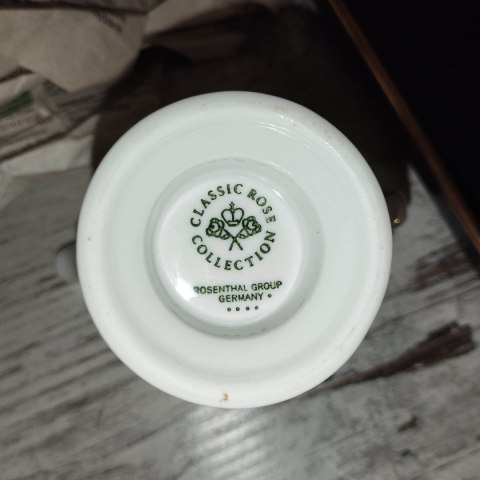 CLASSIC ROSE
COLLECTION
ROSENTHAL GROUP
GERMANY